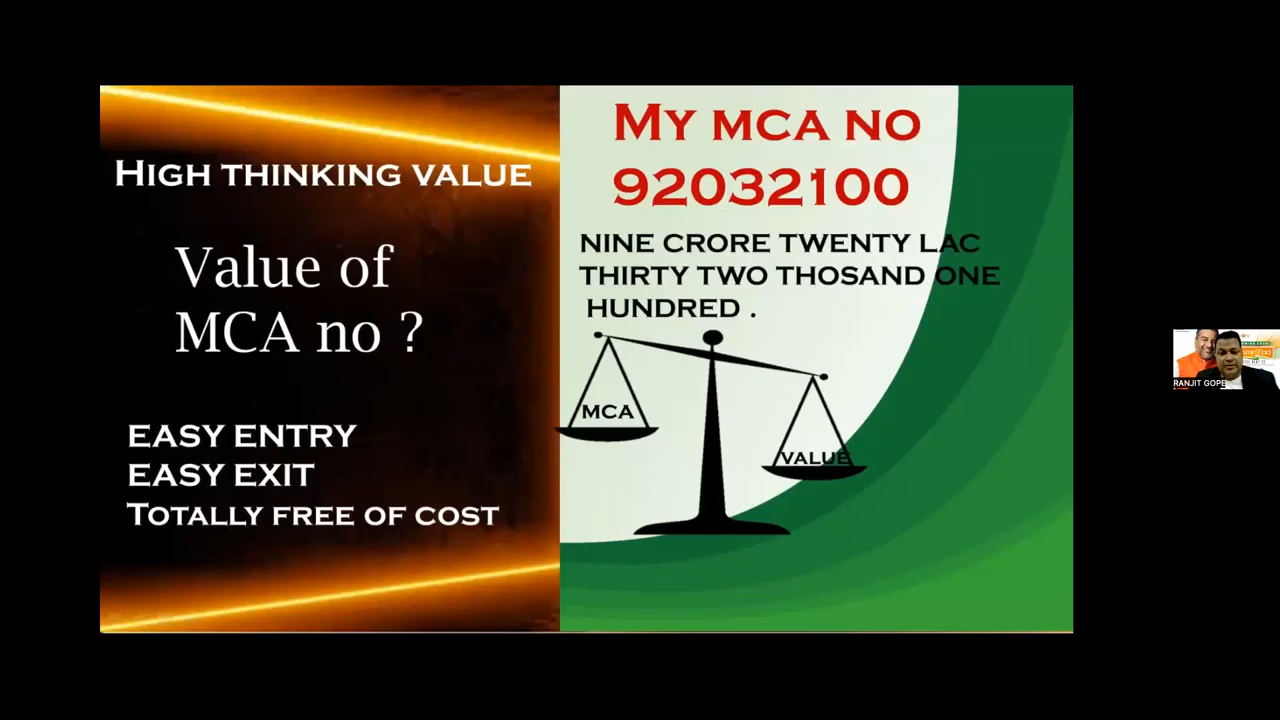 HIGH THINKING VALUE
Value of
MCA no ?
EASY ENTRY
EASY EXIT
TOTALLY FREE OF COST
MY MCA NO
92032100
NINE CRORE TWENTY LAC
THIRTY TWO THOSAND ONE
HUNDRED .
MCA
VALUE
RANJIT GOPE